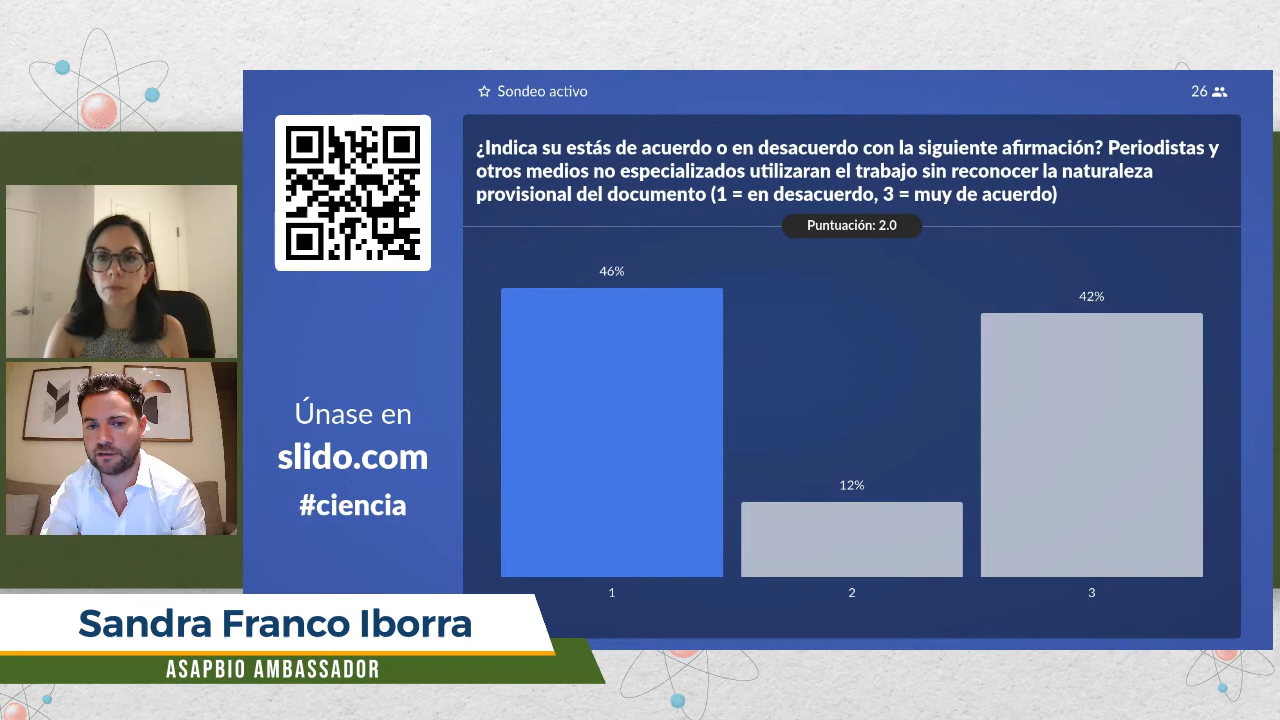 Sondeo activo
26
¿Indica su estás de acuerdo o en desacuerdo con la siguiente afirmación? Periodistas y
otros medios no especializados utilizaran el trabajo sin reconocer la naturaleza
provisional del documento (1 = en desacuerdo, 3 = muy de acuerdo)
Puntuación: 2.0
46%
12%
42%
1
2
3
Únase en
slido.com
#ciencia
Sandra Franco Iborra
ASAPBIO AMBASSADOR